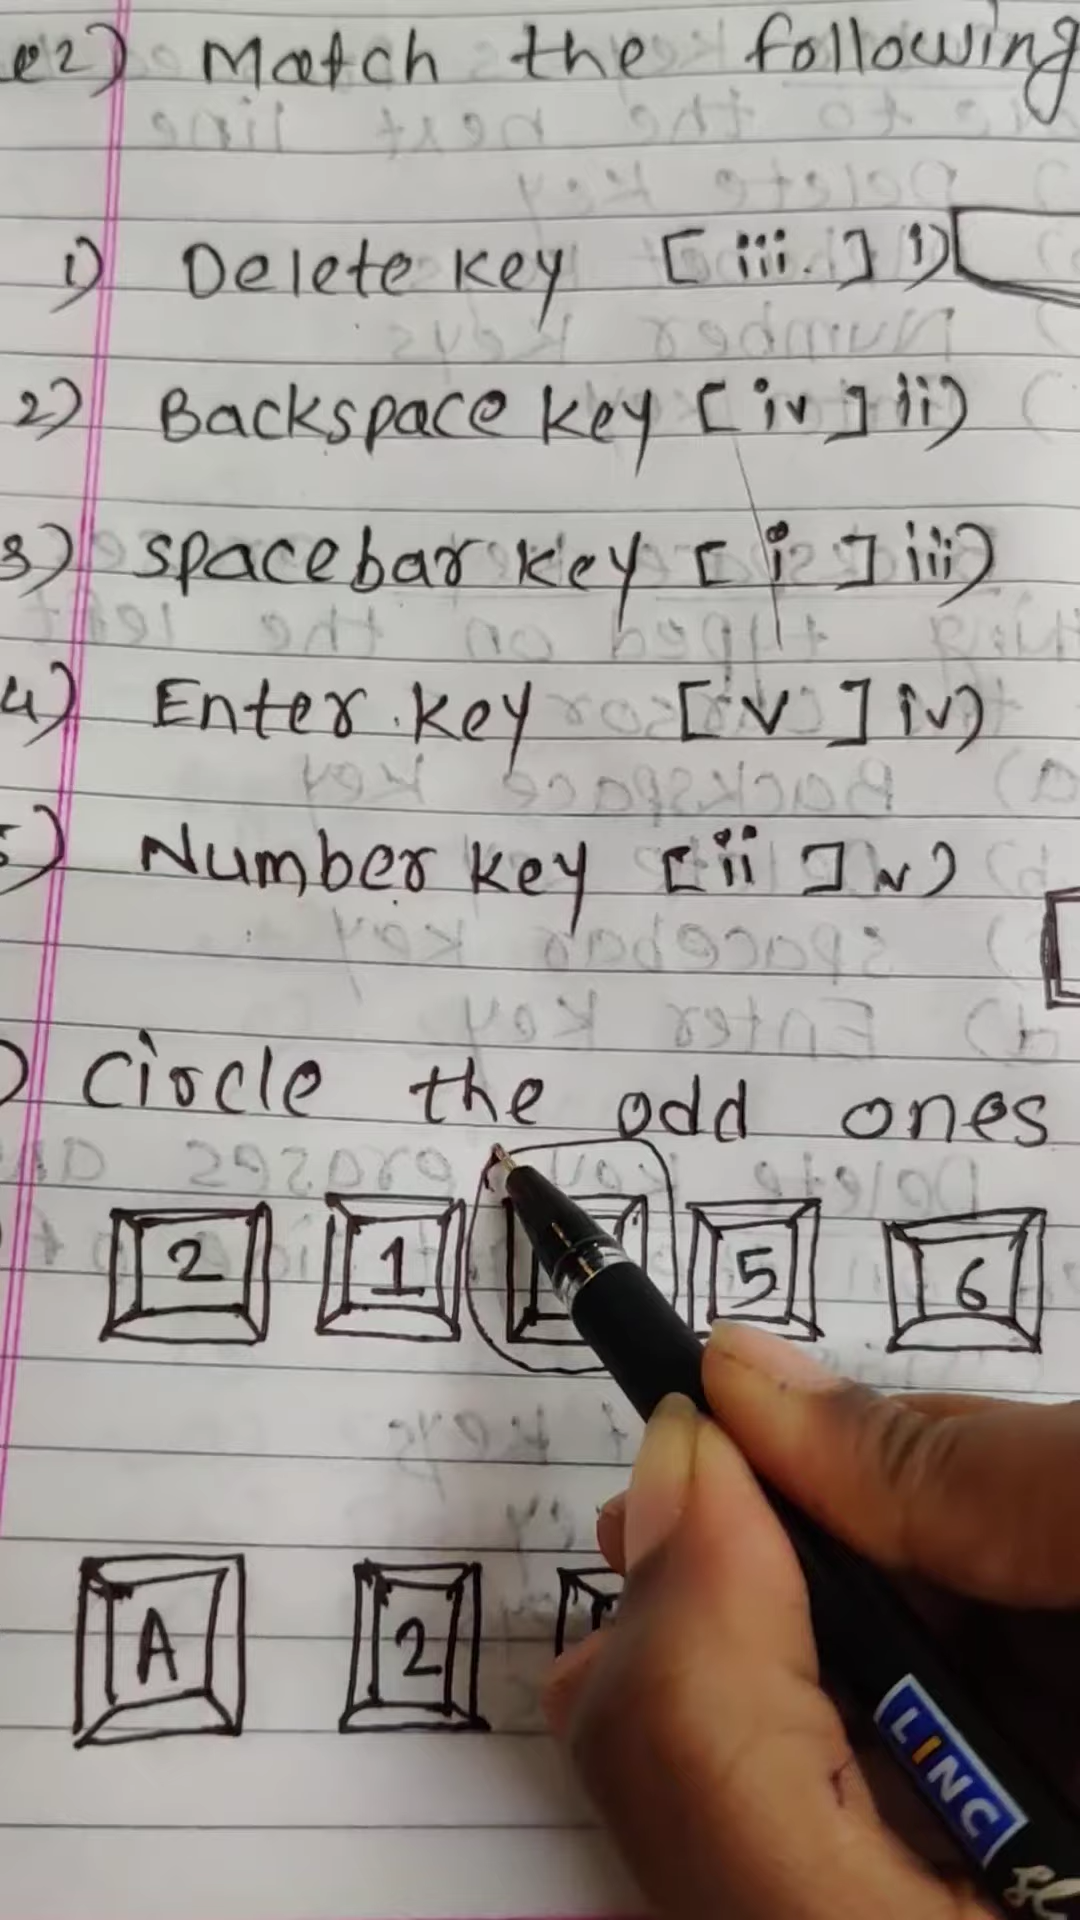 Q2) Match the following
1) Delete key [ iii. ] i)
2) Backspace key [ iv ] ii)
3) spacebar key [ i ] iii)
4) Enter key [ v ] iv)
5) Number key [ ii ] v)
) Circle the odd ones
2 1 5 6
A 2
LINC